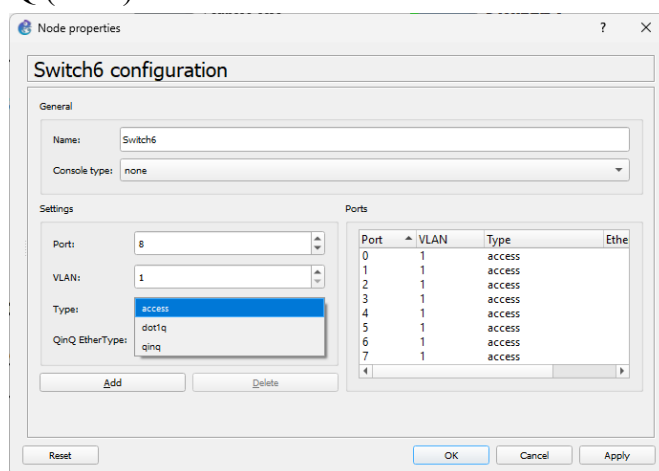 Node properties ? ×
Switch6 configuration
General
Name: Switch6
Console type: none
Settings
Port: 8
VLAN: 1
Type: access
dot1q
qinq
QinQ EtherType:
Add Delete
Ports
Port VLAN Type Ethe
0 1 access
1 1 access
2 1 access
3 1 access
4 1 access
5 1 access
6 1 access
7 1 access
Reset OK Cancel Apply